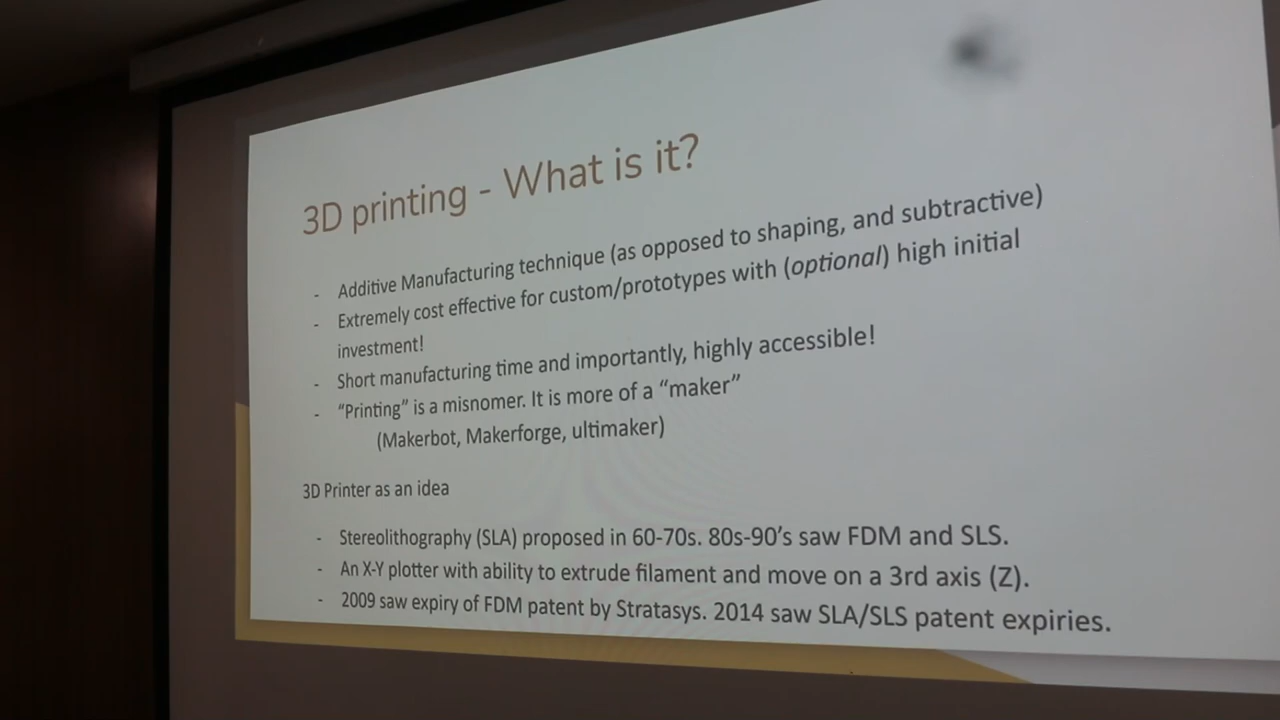 3D printing - What is it?
- Additive Manufacturing technique (as opposed to shaping, and subtractive)
- Extremely cost effective for custom/prototypes with (optional) high initial
investment!
- Short manufacturing time and importantly, highly accessible!
- “Printing” is a misnomer. It is more of a “maker”
(Makerbot, Makerforge, ultimaker)
3D Printer as an idea
- Stereolithography (SLA) proposed in 60-70s. 80s-90’s saw FDM and SLS.
- An X-Y plotter with ability to extrude filament and move on a 3rd axis (Z).
- 2009 saw expiry of FDM patent by Stratasys. 2014 saw SLA/SLS patent expiries.